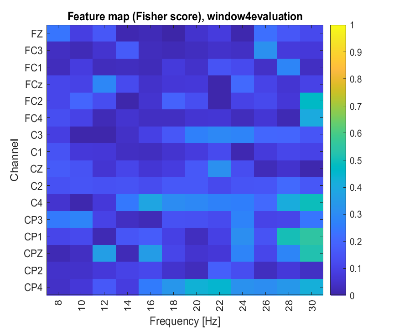 Feature map (Fisher score), window4evaluation
Channel
FZ
FC3
FC1
FCz
FC2
FC4
C3
C1
CZ
C2
C4
CP3
CP1
CPZ
CP2
CP4
8 10 12 14 16 18 20 22 24 26 28 30
Frequency [Hz]
1
0.9
0.8
0.7
0.6
0.5
0.4
0.3
0.2
0.1
0